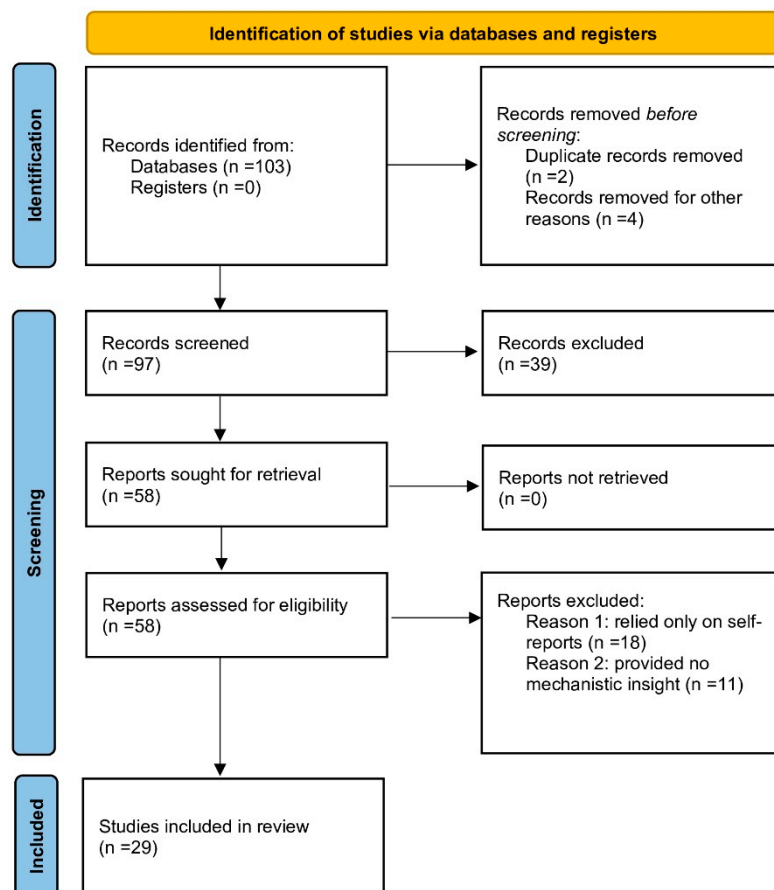 Identification of studies via databases and registers
Identification
Records identified from:
Databases (n =103)
Registers (n =0)
Records removed before
screening:
Duplicate records removed
(n =2)
Records removed for other
reasons (n =4)
Screening
Records screened
(n =97)
Records excluded
(n =39)
Reports sought for retrieval
(n =58)
Reports not retrieved
(n =0)
Reports assessed for eligibility
(n =58)
Reports excluded:
Reason 1: relied only on self-
reports (n =18)
Reason 2: provided no
mechanistic insight (n =11)
Included
Studies included in review
(n =29)